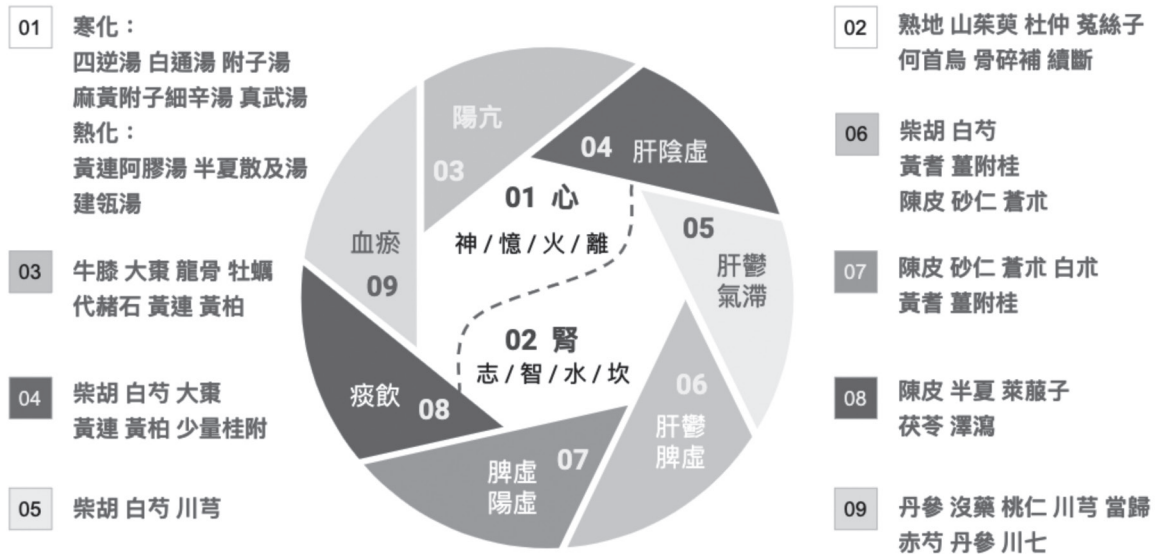 01
寒化：
四逆湯 白通湯 附子湯
麻黃附子細辛湯 真武湯
熱化：
黃連阿膠湯 半夏散及湯
建瓴湯
03
牛膝 大棗 龍骨 牡蠣
代赭石 黃連 黃柏
04
柴胡 白芍 大棗
黃連 黃柏 少量桂附
05
柴胡 白芍 川芎
陽亢
03
04 肝陰虛
01 心
神 / 憶 / 火 / 離
05
肝鬱
氣滯
血瘀
09
02 腎
志 / 智 / 水 / 坎
06
肝鬱
脾虛
痰飲 08
07
脾虛
陽虛
02
熟地 山茱萸 杜仲 菟絲子
何首烏 骨碎補 續斷
06
柴胡 白芍
黃耆 薑附桂
陳皮 砂仁 蒼朮
07
陳皮 砂仁 蒼朮 白朮
黃耆 薑附桂
08
陳皮 半夏 萊菔子
茯苓 澤瀉
09
丹參 沒藥 桃仁 川芎 當歸
赤芍 丹參 川七